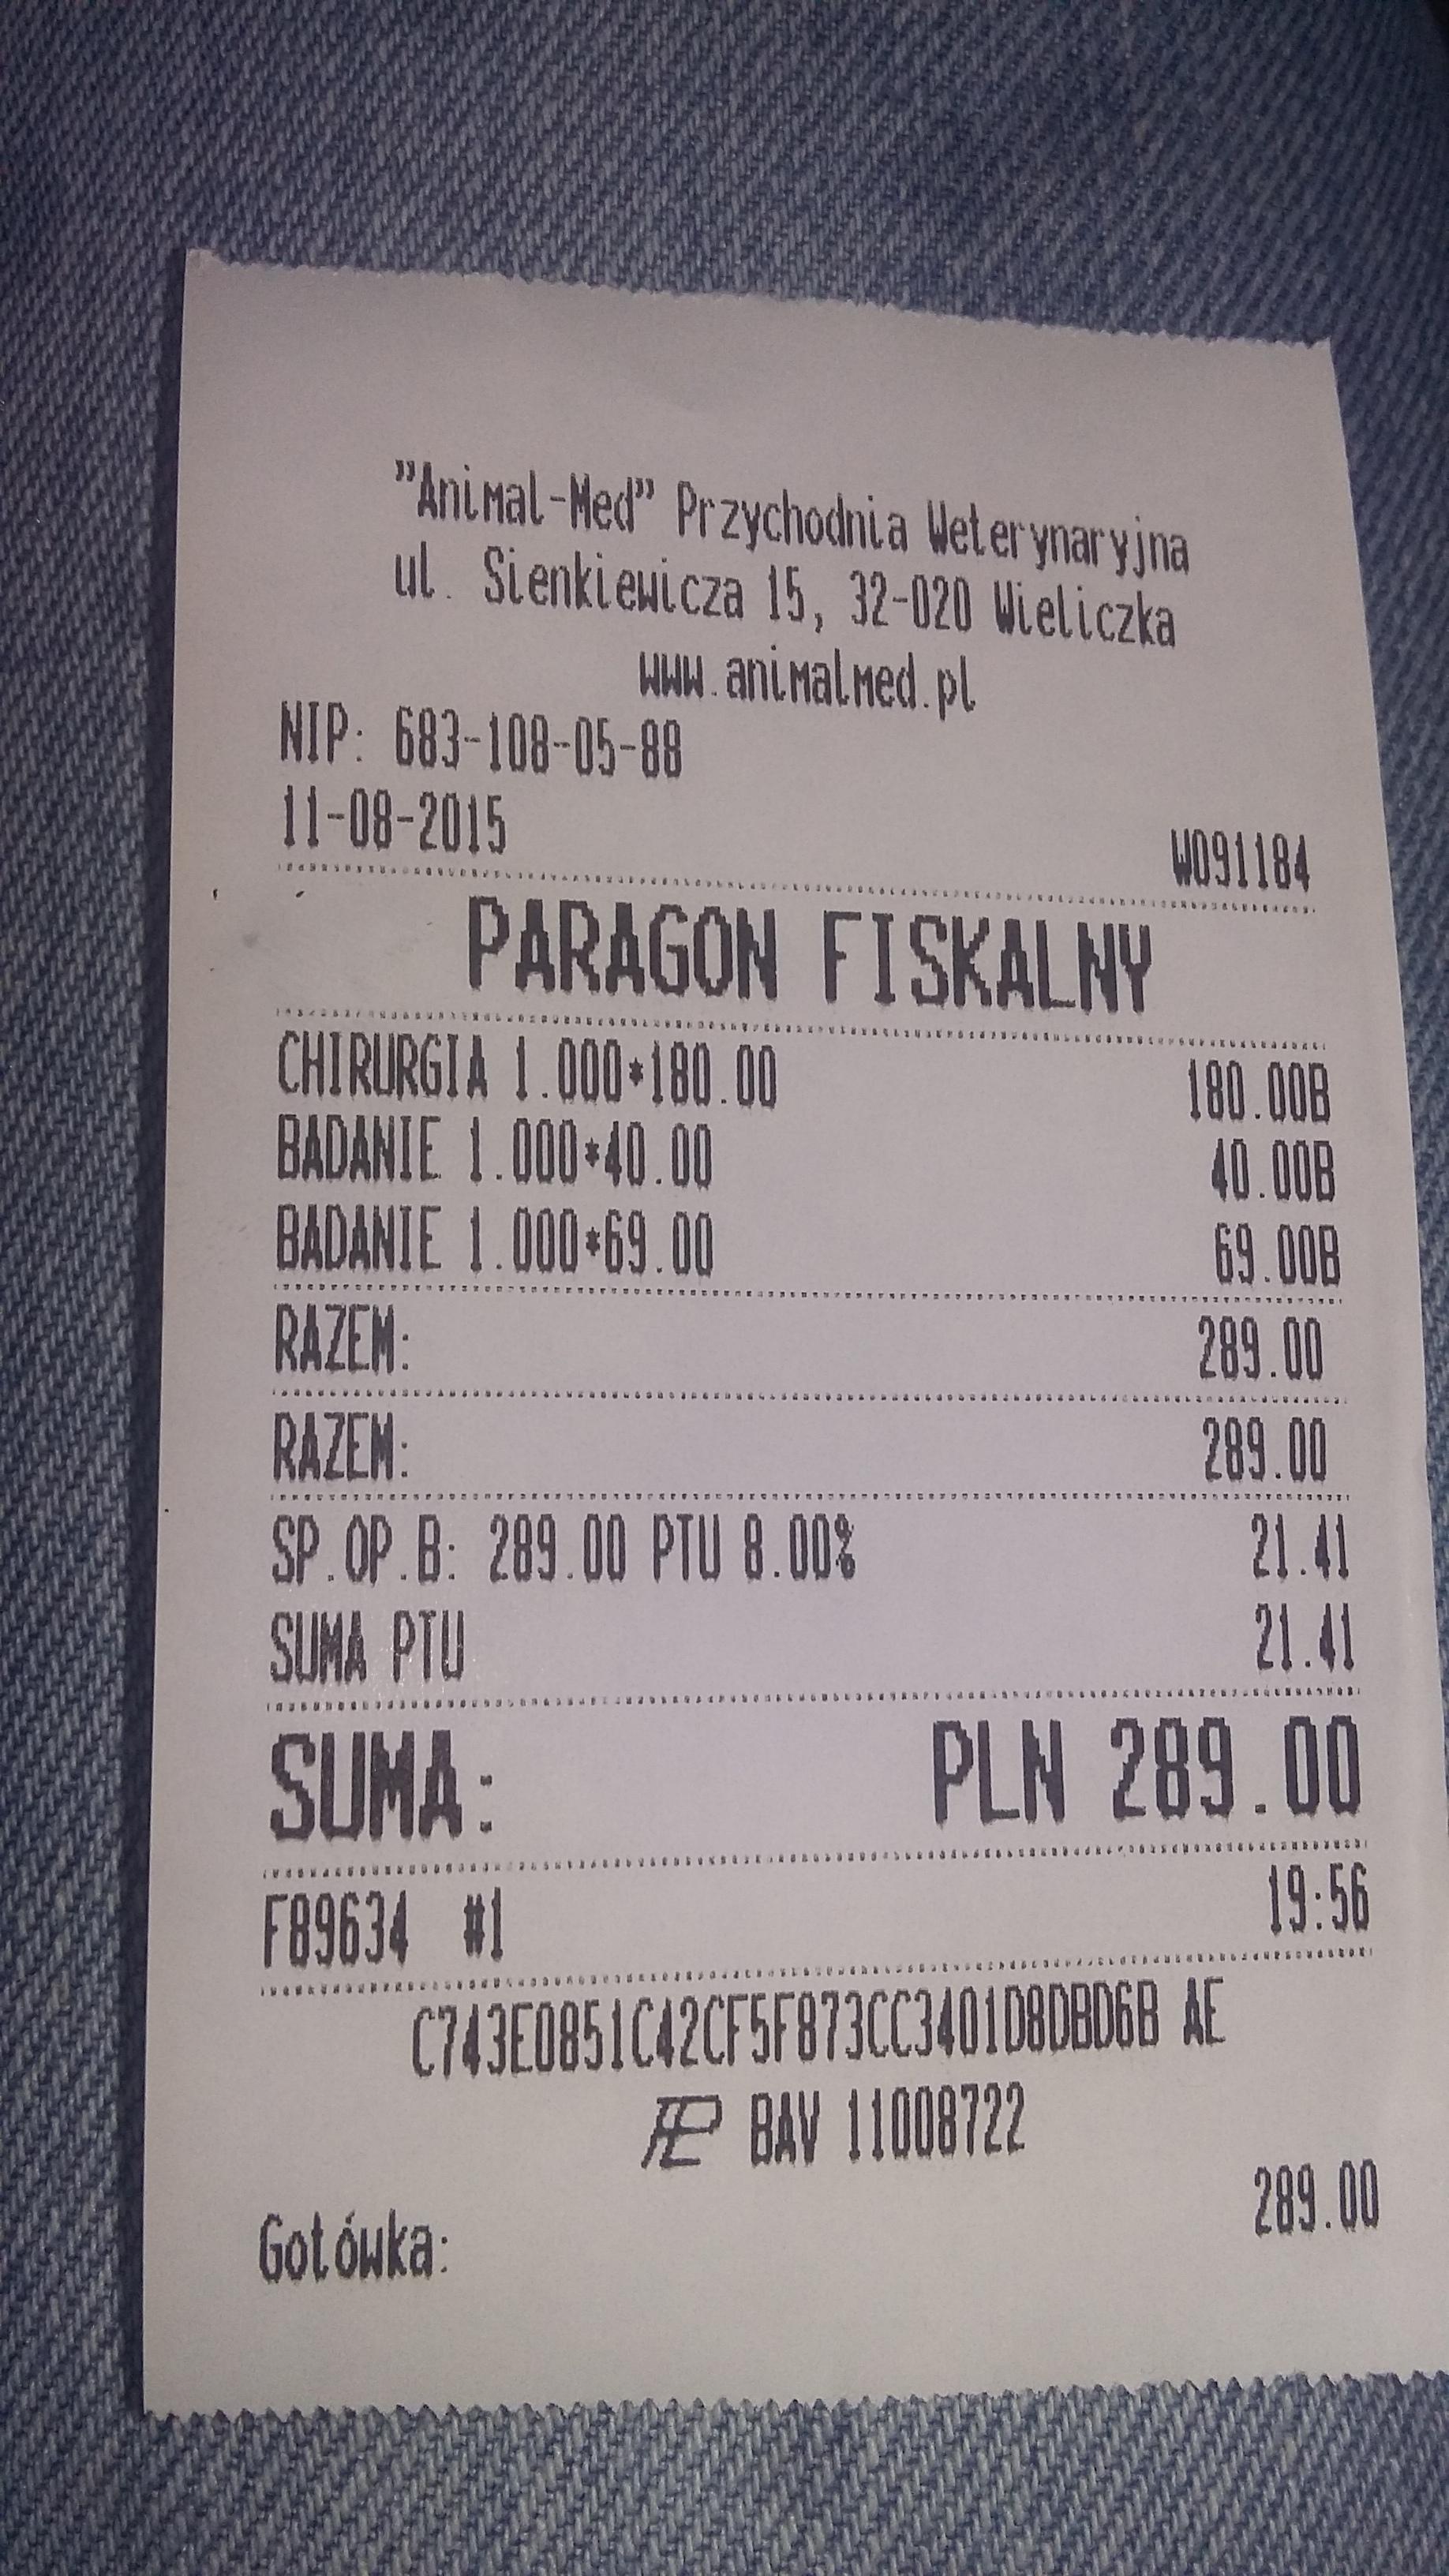 "Animal-Med" Przychodnia Weterynaryjna
ul. Sienkiewicza 15, 32-020 Wieliczka
www.animalmed.pl
NIP: 683-108-05-88
11-08-2015 W091184
PARAGON FISKALNY
CHIRURGIA 1.000*180.00 180.00B
BADANIE 1.000*40.00 40.00B
BADANIE 1.000*69.00 69.00B
RAZEM: 289.00
RAZEM: 289.00
SP.OP.B: 289.00 PTU 8.00% 21.41
SUMA PTU 21.41
SUMA: PLN 289.00
F89634 #1 19:56
C743E0851C42CF5F873CC3401D8DBD6B AE
BAV 11008722
Gotówka: 289.00